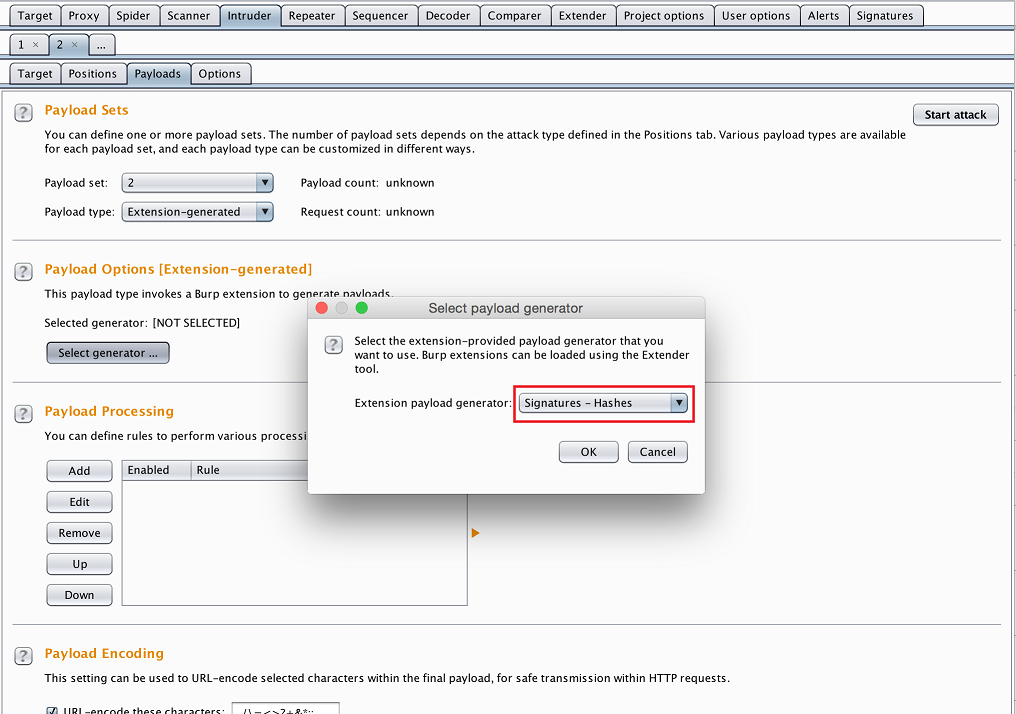 Target Proxy Spider Scanner Intruder Repeater Sequencer Decoder Comparer Extender Project options User options Alerts Signatures
1 × 2 × ...
Target Positions Payloads Options
? Payload Sets
Start attack
You can define one or more payload sets. The number of payload sets depends on the attack type defined in the Positions tab. Various payload types are available
for each payload set, and each payload type can be customized in different ways.
Payload set: 2 Payload count: unknown
Payload type: Extension-generated Request count: unknown
? Payload Options [Extension-generated]
This payload type invokes a Burp extension to generate payloads.
Selected generator: [NOT SELECTED]
Select generator ...
Select payload generator
? Select the extension-provided payload generator that you
want to use. Burp extensions can be loaded using the Extender
tool.
Extension payload generator: Signatures - Hashes
OK Cancel
? Payload Processing
You can define rules to perform various
Add
Edit
Remove
Up
Down
Enabled Rule
? Payload Encoding
This setting can be used to URL-encode selected characters within the final payload, for safe transmission within HTTP requests.
URL-encode these characters: